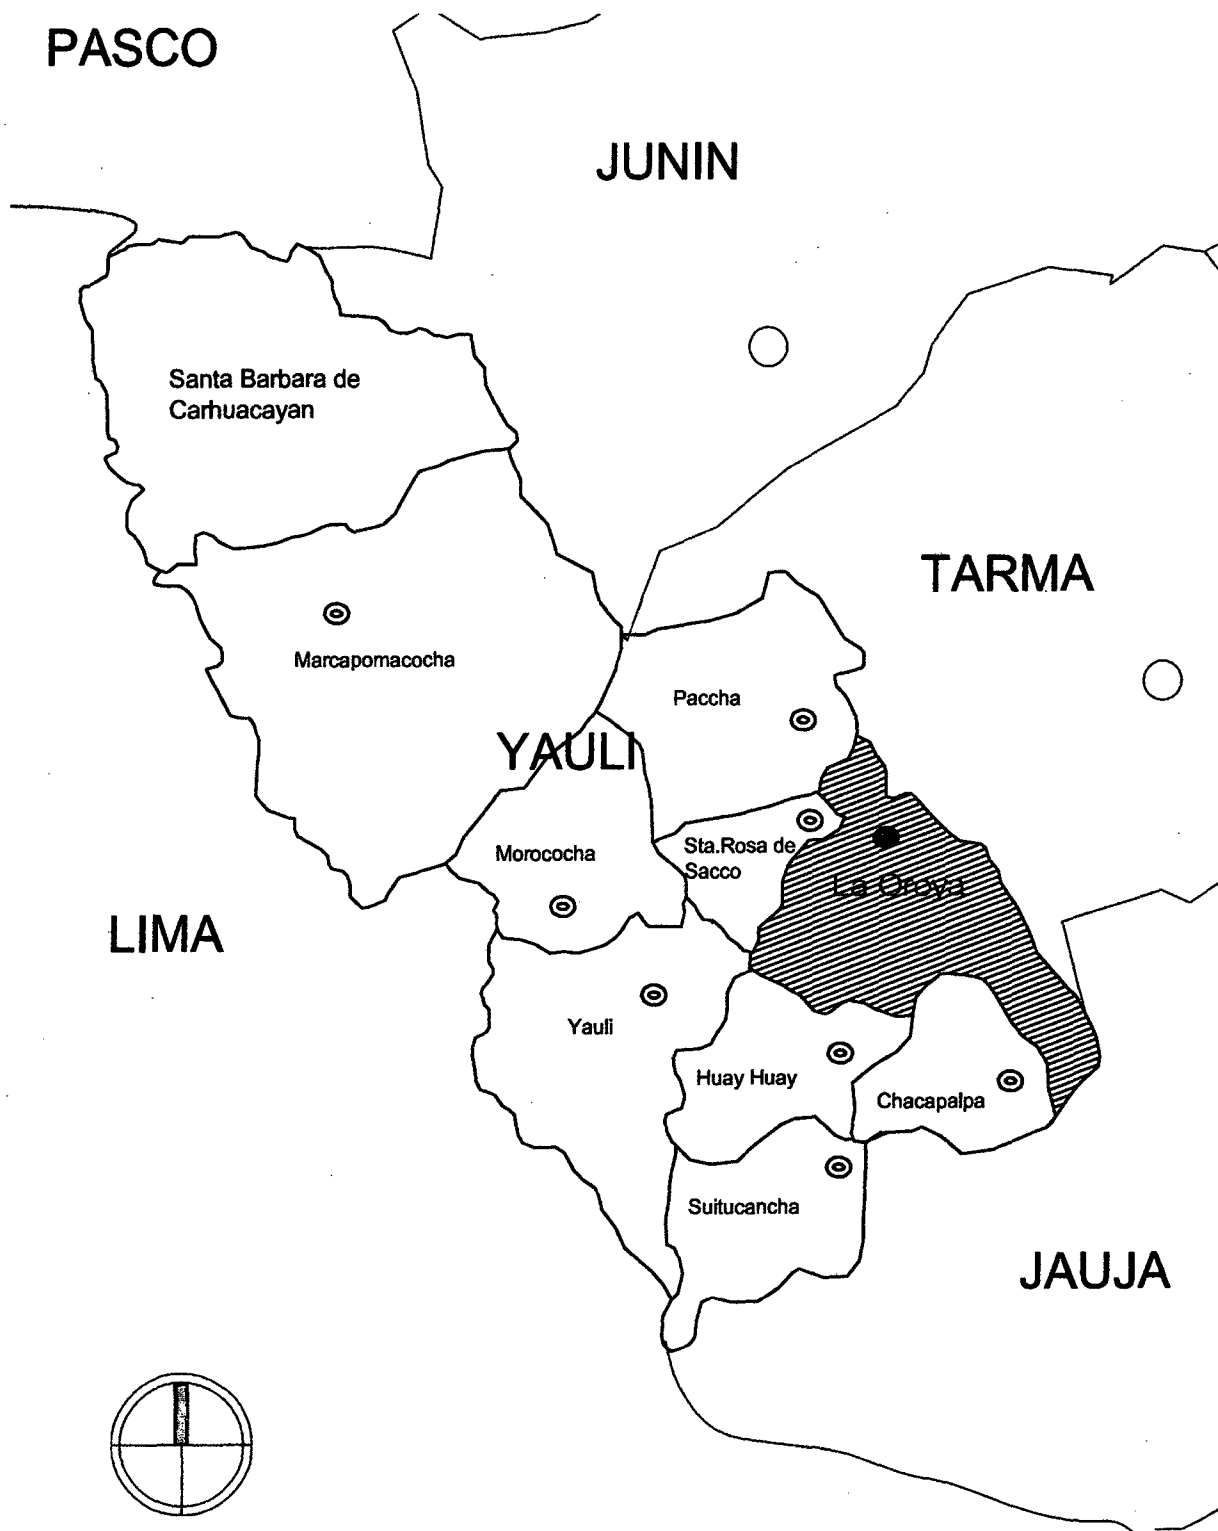 PASCO
JUNIN
Santa Barbara de
Carhuacayan
TARMA
Marcapomacocha
Paccha
YAULI
Morococha
Sta.Rosa de
Sacco
La Oroya
LIMA
Yauli
Huay Huay
Chacapalpa
Suitucancha
JAUJA